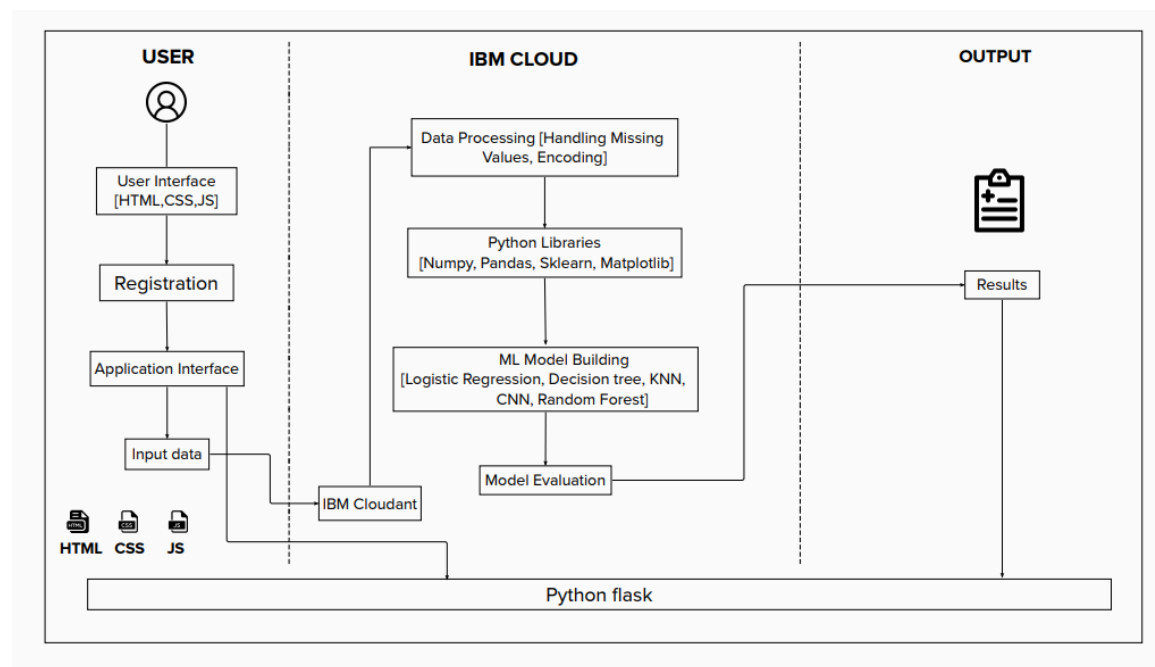 USER
User Interface
[HTML,CSS,JS]
Registration
Application Interface
Input data
HTML
CSS
JS
HTML CSS JS
IBM CLOUD
Data Processing [Handling Missing
Values, Encoding]
Python Libraries
[Numpy, Pandas, Sklearn, Matplotlib]
ML Model Building
[Logistic Regression, Decision tree, KNN,
CNN, Random Forest]
Model Evaluation
IBM Cloudant
OUTPUT
Results
Python flask